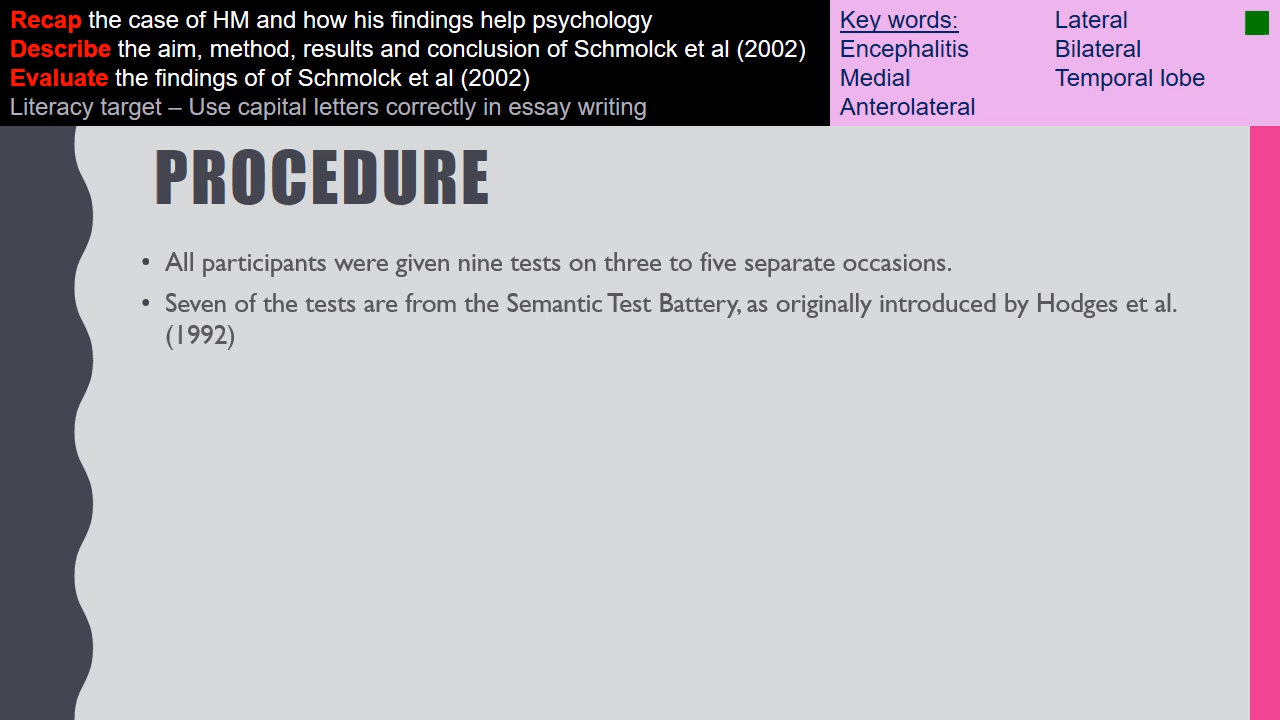 Recap the case of HM and how his findings help psychology
Describe the aim, method, results and conclusion of Schmolck et al (2002)
Evaluate the findings of of Schmolck et al (2002)
Literacy target – Use capital letters correctly in essay writing
Key words:
Encephalitis
Medial
Anterolateral
Lateral
Bilateral
Temporal lobe
PROCEDURE
• All participants were given nine tests on three to five separate occasions.
• Seven of the tests are from the Semantic Test Battery, as originally introduced by Hodges et al.
(1992)